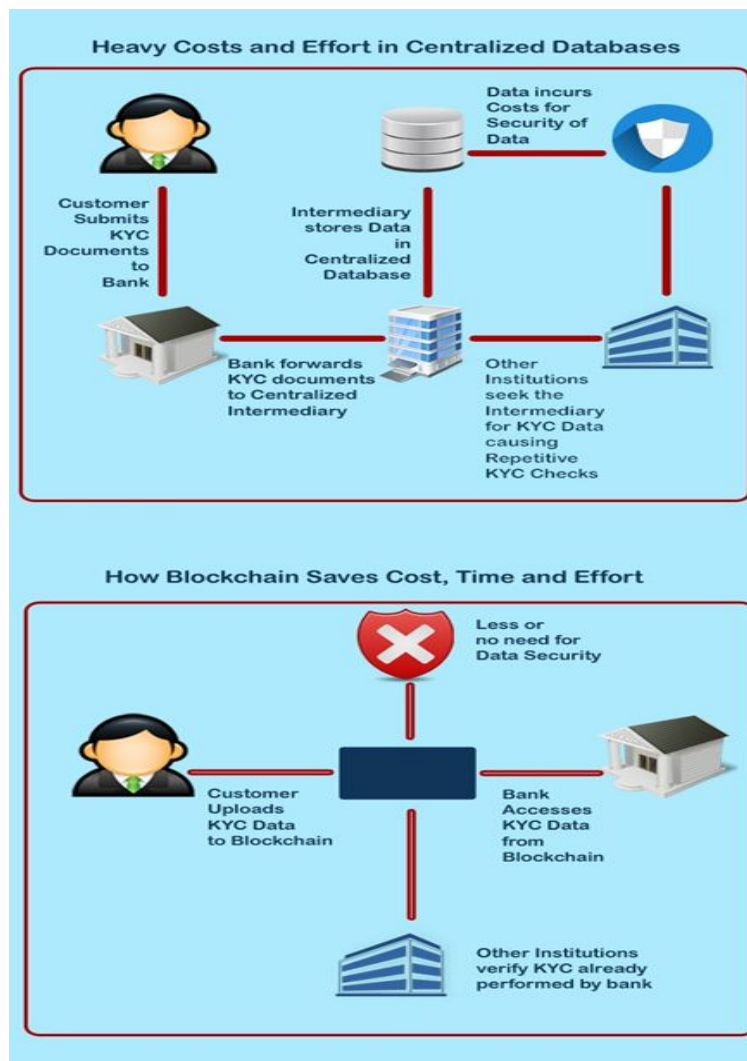 Heavy Costs and Effort in Centralized Databases
Data incurs
Costs for
Security of
Data
Customer
Submits
KYC
Documents
to
Bank
Intermediary
stores Data
in
Centralized
Database
Bank forwards
KYC documents
to Centralized
Intermediary
Other
Institutions
seek the
Intermediary
for KYC Data
causing
Repetitive
KYC Checks
How Blockchain Saves Cost, Time and Effort
Less or
no need for
Data Security
Customer
Uploads
KYC Data
to Blockchain
Bank
Accesses
KYC Data
from
Blockchain
Other Institutions
verify KYC already
performed by bank